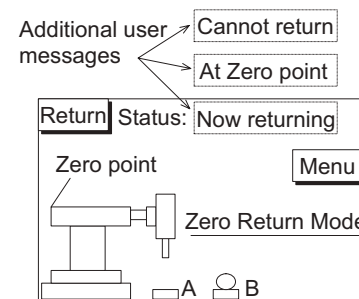 Additional user
messages
Cannot return
At Zero point
Return Status: Now returning
Zero point
Menu
Zero Return Mode
A B